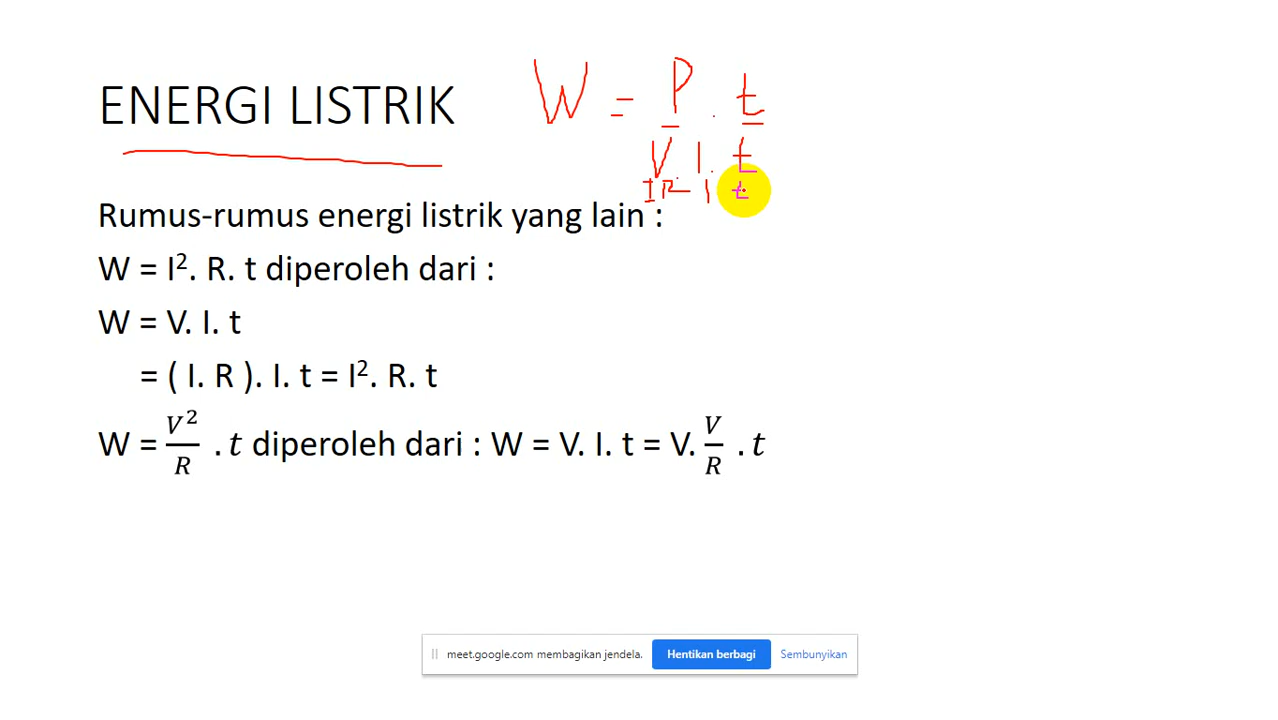 ENERGI LISTRIK
W = P . t
V. I. t
I R I t
Rumus-rumus energi listrik yang lain :
W = I². R. t diperoleh dari :
W = V. I. t
= ( I. R ). I. t = I². R. t
W = V²/R . t diperoleh dari : W = V. I. t = V. V/R . t
meet.google.com membagikan jendela. Hentikan berbagi Sembunyikan